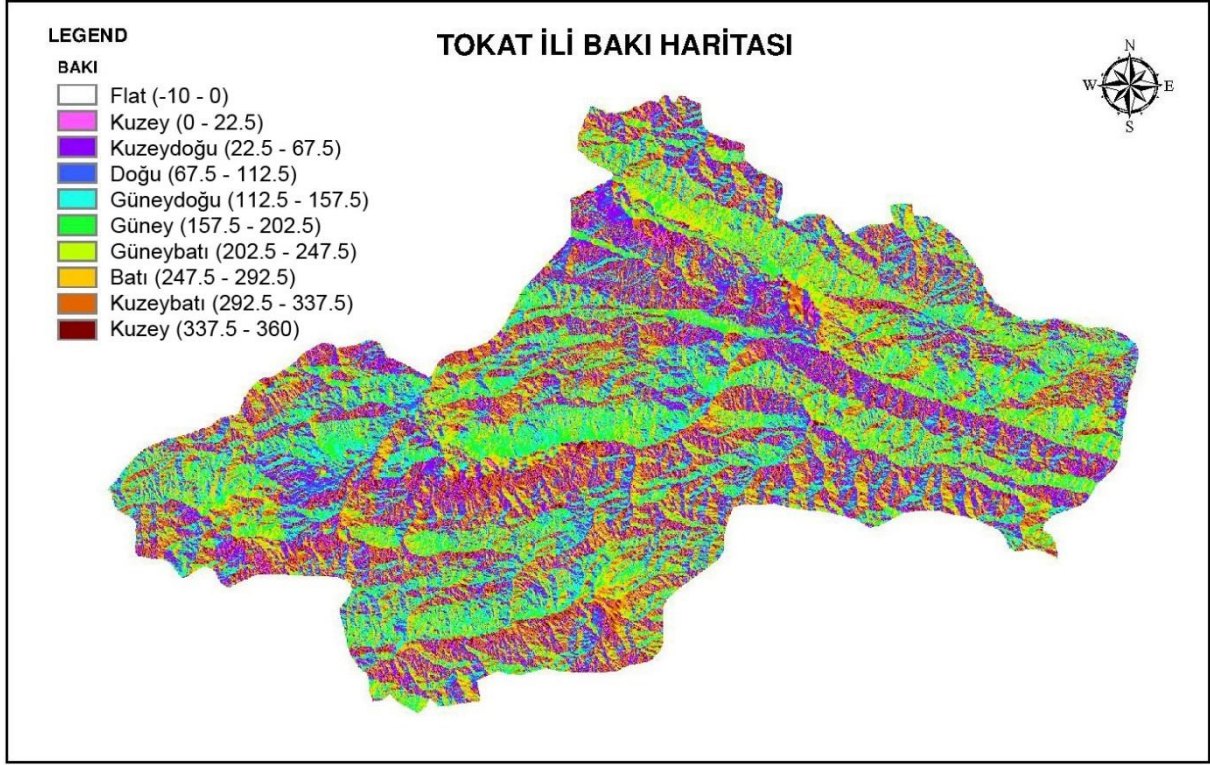 LEGEND
TOKAT İLİ BAKI HARİTASI
BAKI
Flat (-10 - 0)
Kuzey (0 - 22.5)
Kuzeydoğu (22.5 - 67.5)
Doğu (67.5 - 112.5)
Güneydoğu (112.5 - 157.5)
Güney (157.5 - 202.5)
Güneybatı (202.5 - 247.5)
Batı (247.5 - 292.5)
Kuzeybatı (292.5 - 337.5)
Kuzey (337.5 - 360)
N
W
E
S